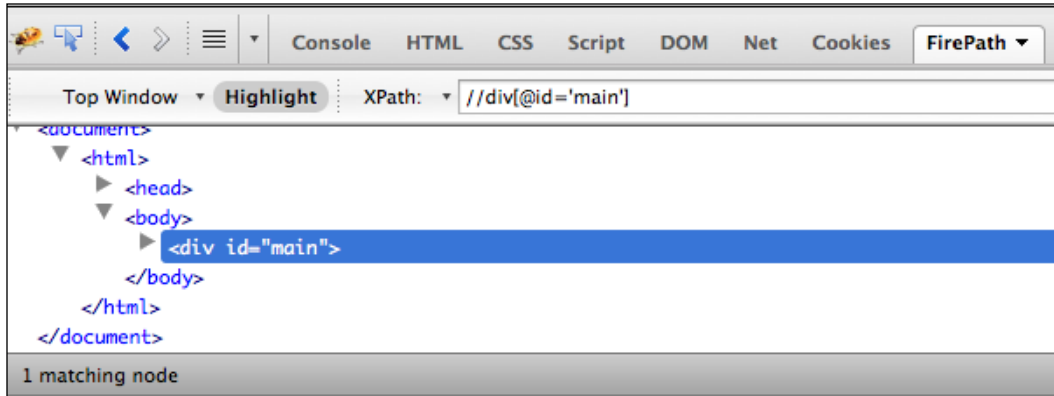 Console HTML CSS Script DOM Net Cookies FirePath
Top Window Highlight XPath: //div[@id='main']
<document>
<html>
<head>
<body>
<div id="main">
</body>
</html>
</document>
1 matching node